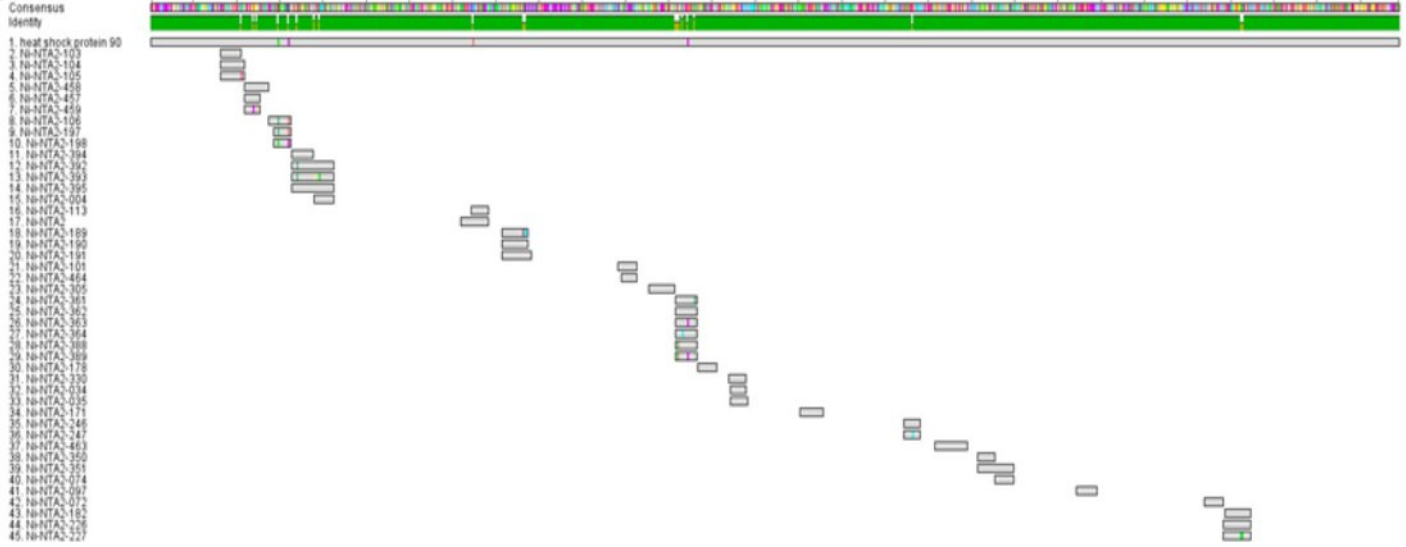 Consensus
Identity
1. heat shock protein 90
2. Ni-NTA2-103
3. Ni-NTA2-104
4. Ni-NTA2-105
5. Ni-NTA2-458
6. Ni-NTA2-457
7. Ni-NTA2-459
8. Ni-NTA2-106
9. Ni-NTA2-197
10. Ni-NTA2-198
11. Ni-NTA2-394
12. Ni-NTA2-392
13. Ni-NTA2-393
14. Ni-NTA2-395
15. Ni-NTA2-004
16. Ni-NTA2-113
17. Ni-NTA2
18. Ni-NTA2-189
19. Ni-NTA2-190
20. Ni-NTA2-191
21. Ni-NTA2-101
22. Ni-NTA2-464
23. Ni-NTA2-305
24. Ni-NTA2-361
25. Ni-NTA2-362
26. Ni-NTA2-363
27. Ni-NTA2-364
28. Ni-NTA2-388
29. Ni-NTA2-389
30. Ni-NTA2-178
31. Ni-NTA2-330
32. Ni-NTA2-034
33. Ni-NTA2-035
34. Ni-NTA2-171
35. Ni-NTA2-246
36. Ni-NTA2-247
37. Ni-NTA2-463
38. Ni-NTA2-350
39. Ni-NTA2-351
40. Ni-NTA2-074
41. Ni-NTA2-097
42. Ni-NTA2-072
43. Ni-NTA2-182
44. Ni-NTA2-226
45. Ni-NTA2-227